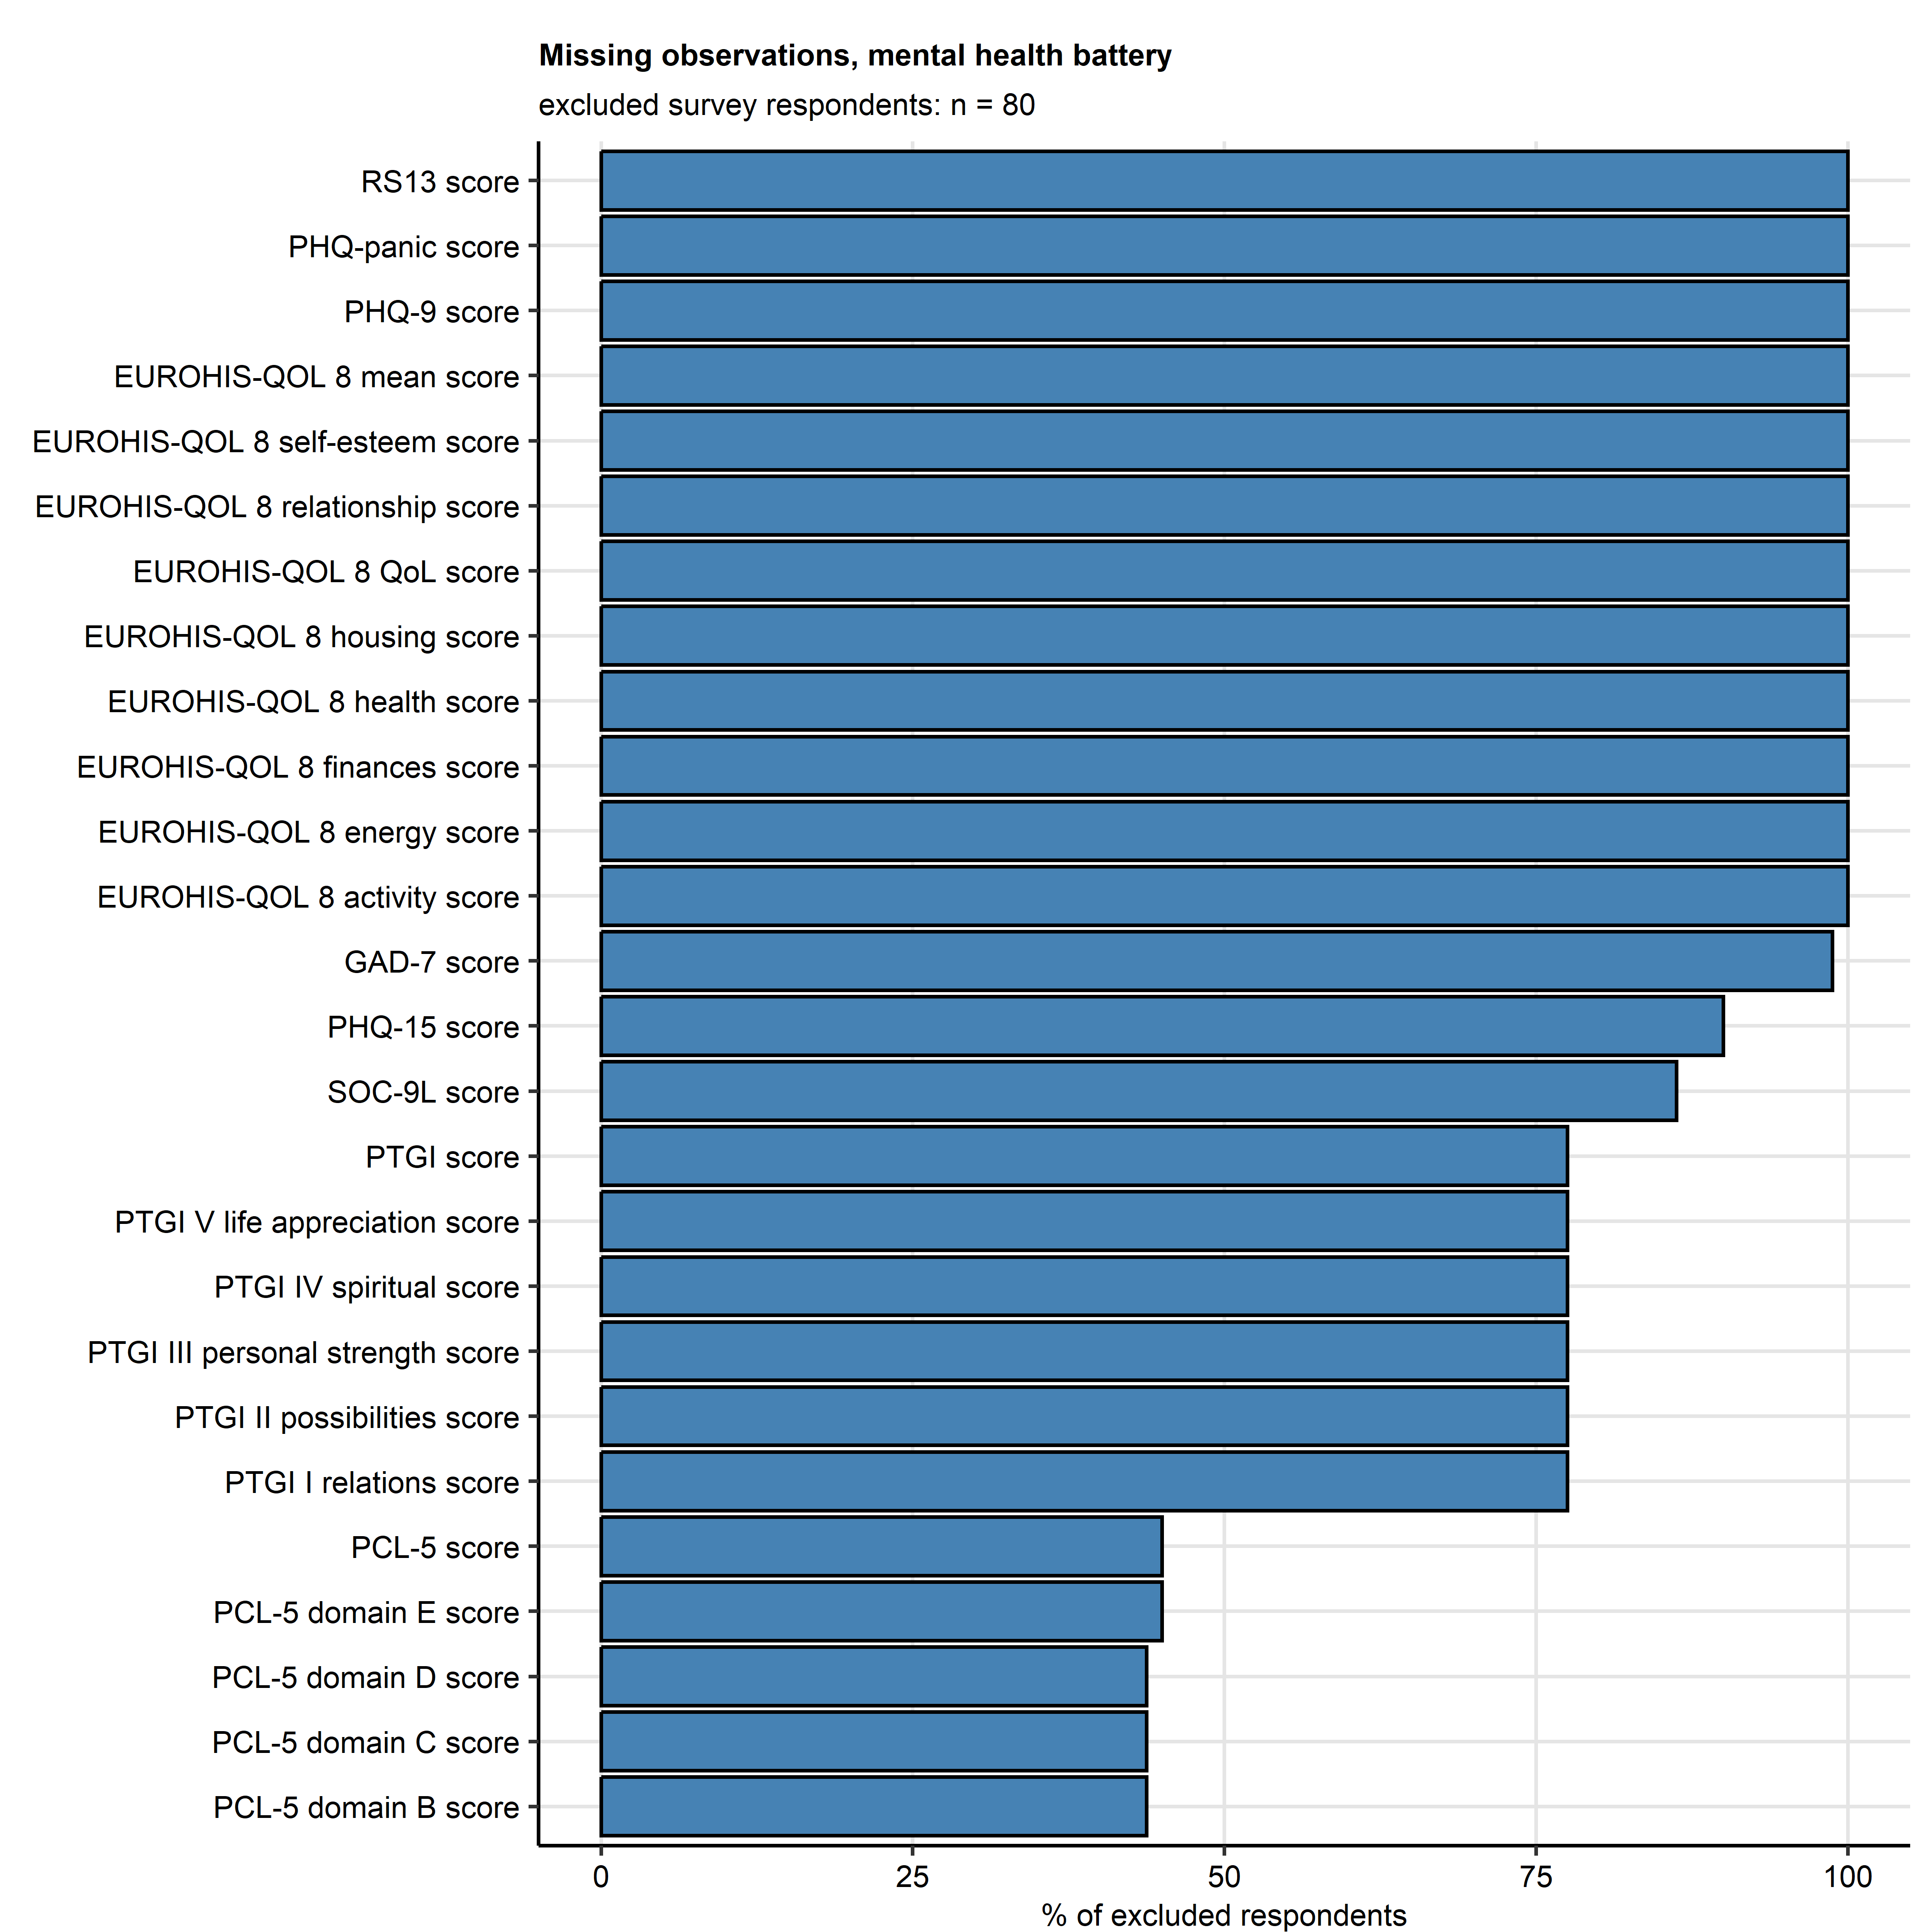 Missing observations, mental health battery
excluded survey respondents: n = 80
RS13 score
PHQ-panic score
PHQ-9 score
EUROHIS-QOL 8 mean score
EUROHIS-QOL 8 self-esteem score
EUROHIS-QOL 8 relationship score
EUROHIS-QOL 8 QoL score
EUROHIS-QOL 8 housing score
EUROHIS-QOL 8 health score
EUROHIS-QOL 8 finances score
EUROHIS-QOL 8 energy score
EUROHIS-QOL 8 activity score
GAD-7 score
PHQ-15 score
SOC-9L score
PTGI score
PTGI V life appreciation score
PTGI IV spiritual score
PTGI III personal strength score
PTGI II possibilities score
PTGI I relations score
PCL-5 score
PCL-5 domain E score
PCL-5 domain D score
PCL-5 domain C score
PCL-5 domain B score
0 25 50 75 100
% of excluded respondents